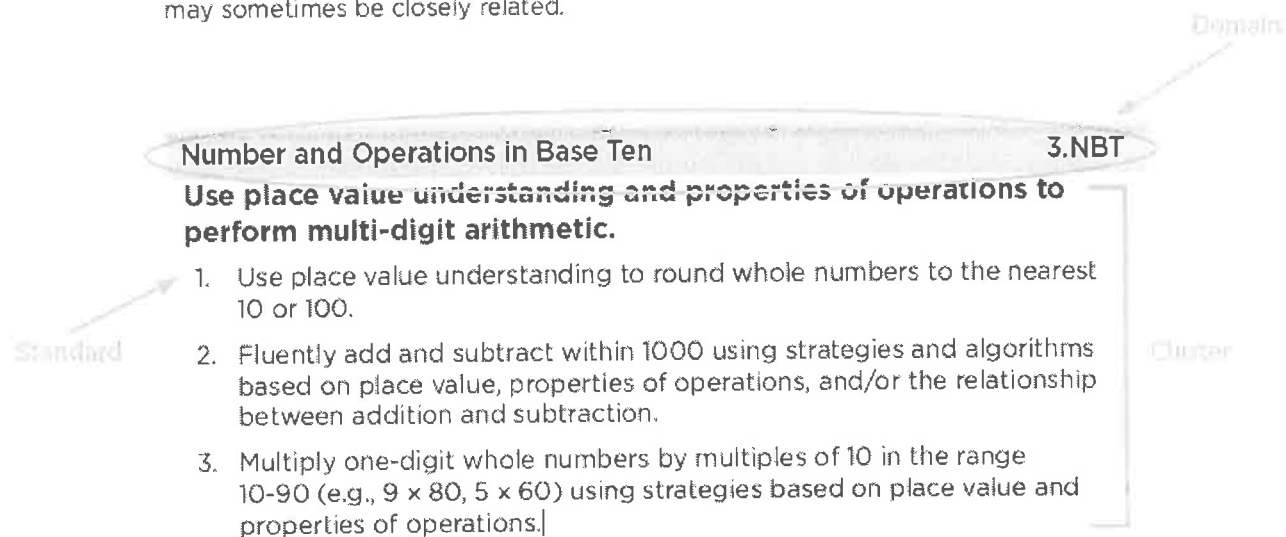 may sometimes be closely related.
Domain
Number and Operations in Base Ten 3.NBT
Use place value understanding and properties of operations to
perform multi-digit arithmetic.
1. Use place value understanding to round whole numbers to the nearest
10 or 100.
Standard
2. Fluently add and subtract within 1000 using strategies and algorithms
based on place value, properties of operations, and/or the relationship
between addition and subtraction.
Cluster
3. Multiply one-digit whole numbers by multiples of 10 in the range
10-90 (e.g., 9 x 80, 5 x 60) using strategies based on place value and
properties of operations.